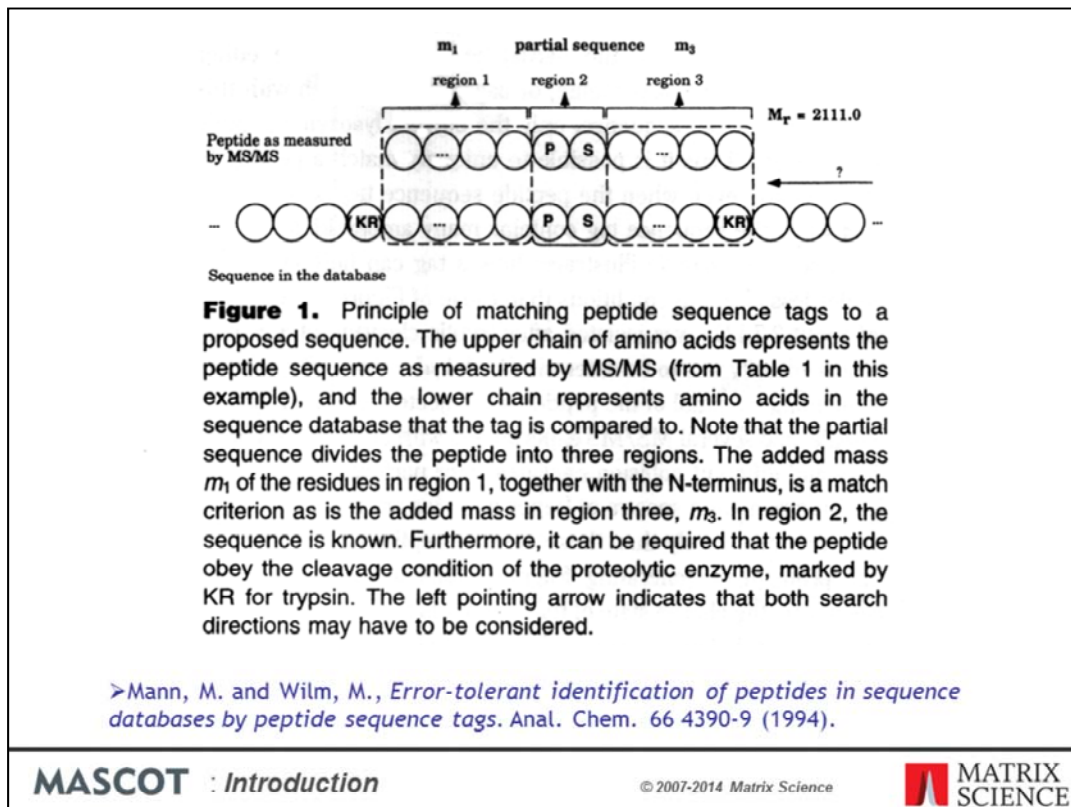 m₁ partial sequence m₃
region 1 region 2 region 3
Mᵣ = 2111.0
Peptide as measured
by MS/MS
... P S ...
?
... KR ... P S ... KR ...
Sequence in the database
Figure 1. Principle of matching peptide sequence tags to a
proposed sequence. The upper chain of amino acids represents the
peptide sequence as measured by MS/MS (from Table 1 in this
example), and the lower chain represents amino acids in the
sequence database that the tag is compared to. Note that the partial
sequence divides the peptide into three regions. The added mass
m₁ of the residues in region 1, together with the N-terminus, is a match
criterion as is the added mass in region three, m₃. In region 2, the
sequence is known. Furthermore, it can be required that the peptide
obey the cleavage condition of the proteolytic enzyme, marked by
KR for trypsin. The left pointing arrow indicates that both search
directions may have to be considered.
➢Mann, M. and Wilm, M., Error-tolerant identification of peptides in sequence
databases by peptide sequence tags. Anal. Chem. 66 4390-9 (1994).
MASCOT : Introduction
© 2007-2014 Matrix Science
MATRIX
SCIENCE